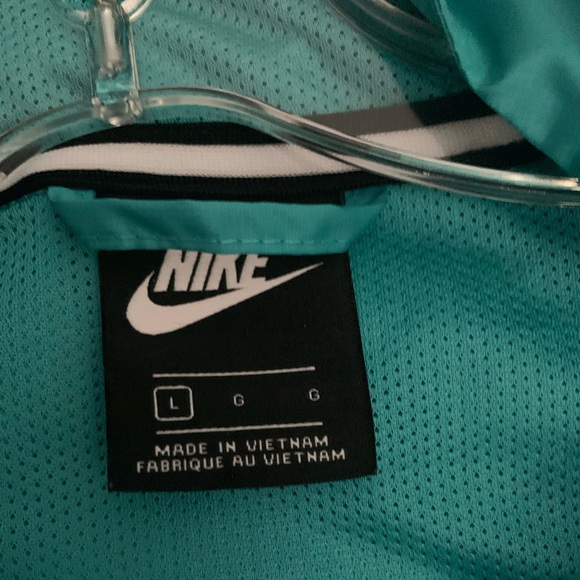 NIKE
L G G
MADE IN VIETNAM
FABRIQUE AU VIETNAM